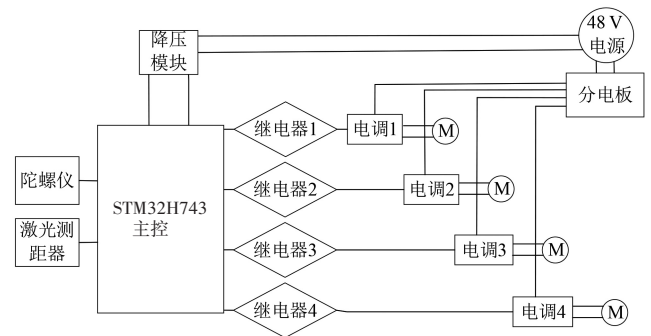 降压
模块
48 V
电源
分电板
继电器1
电调1
M
陀螺仪
继电器2
电调2
M
STM32H743
主控
激光测
距器
继电器3
电调3
M
继电器4
电调4
M